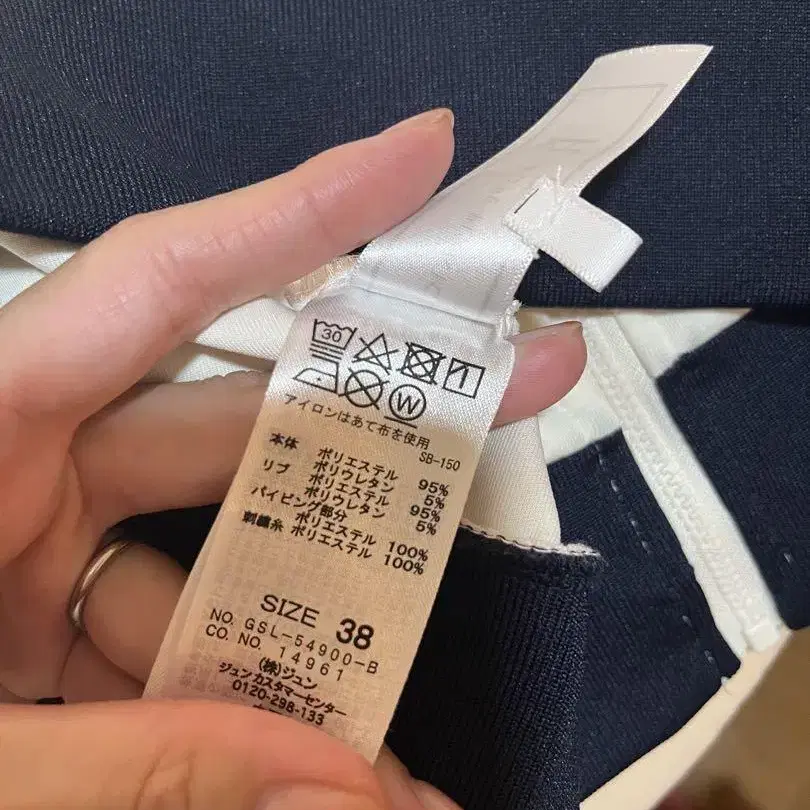 30
W
アイロンはあて布を使用
SB-150
本体 ポリエステル 95%
ポリウレタン 5%
リブ ポリエステル 95%
ポリウレタン 5%
パイピング部分
ポリエステル 100%
刺繍糸 ポリエステル 100%
SIZE 38
NO. GSL-54900-B
CO. NO. 14961
(株)ジュン
ジュンカスタマーセンター
0120-298-133